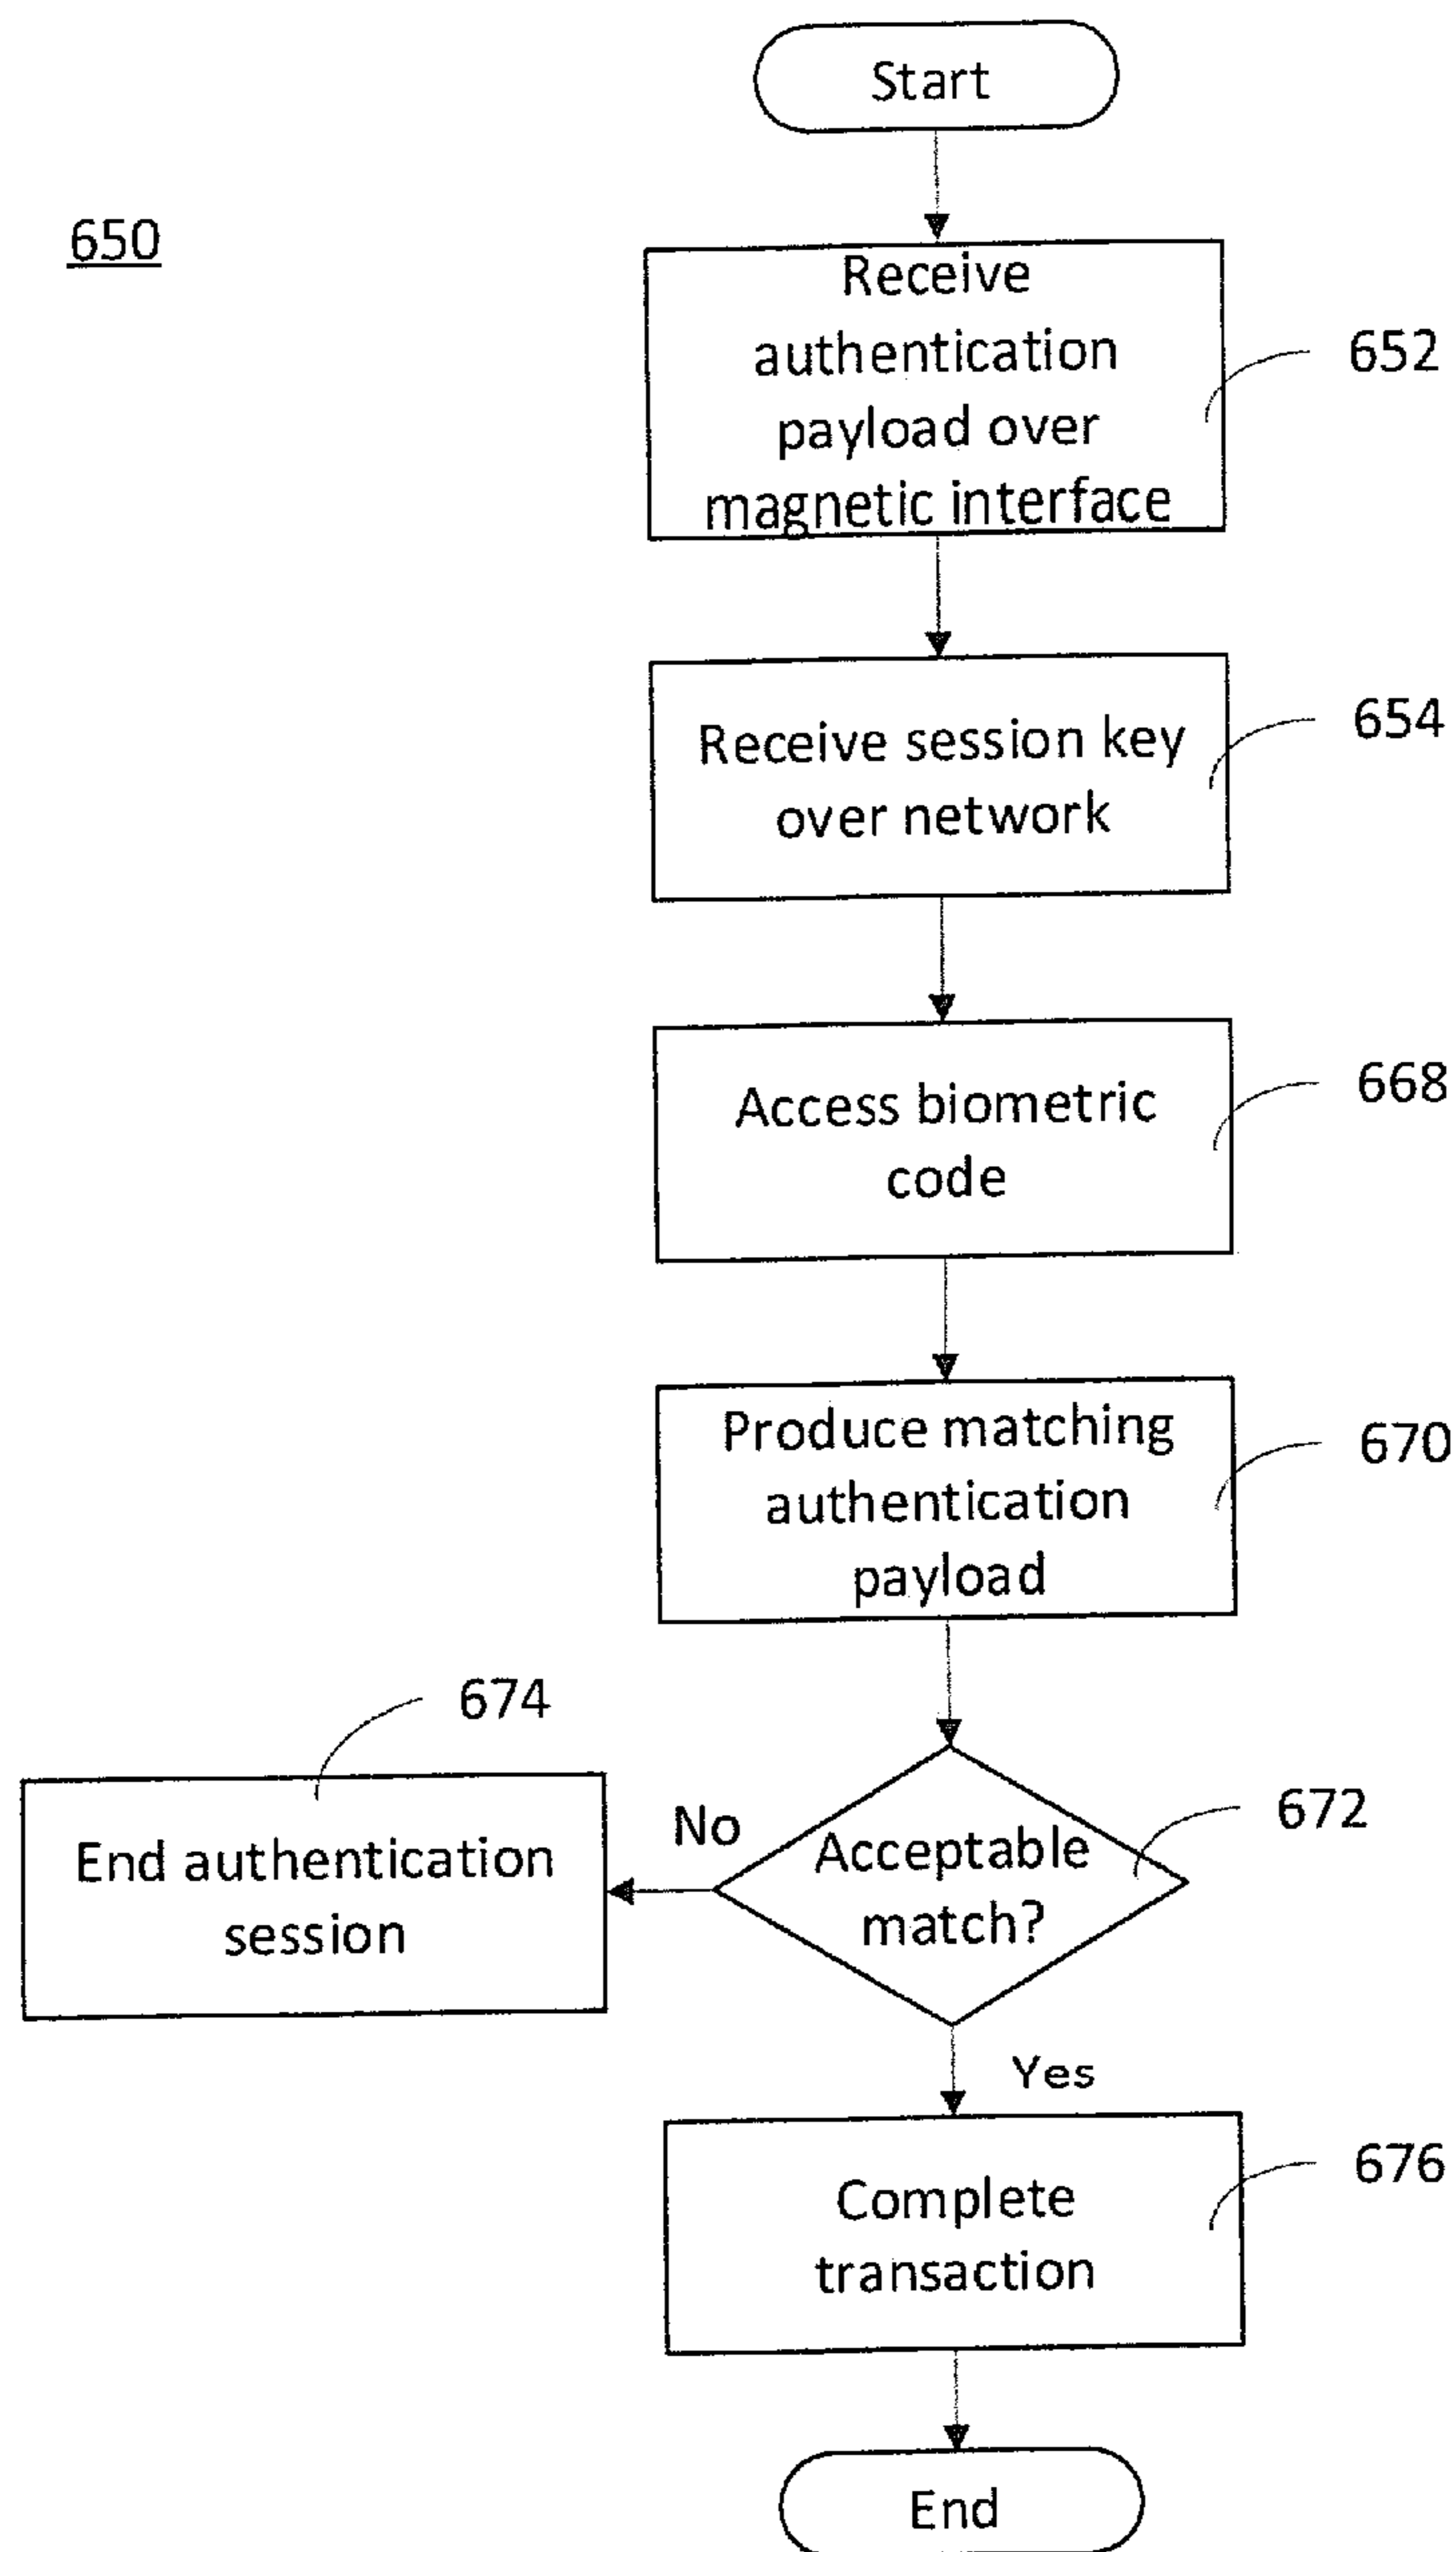 Start
650
Receive
authentication
payload over
magnetic interface
652
Receive session key
over network
654
Access biometric
code
668
Produce matching
authentication
payload
670
674
End authentication
session
No
Acceptable
match?
672
Yes
Complete
transaction
676
End